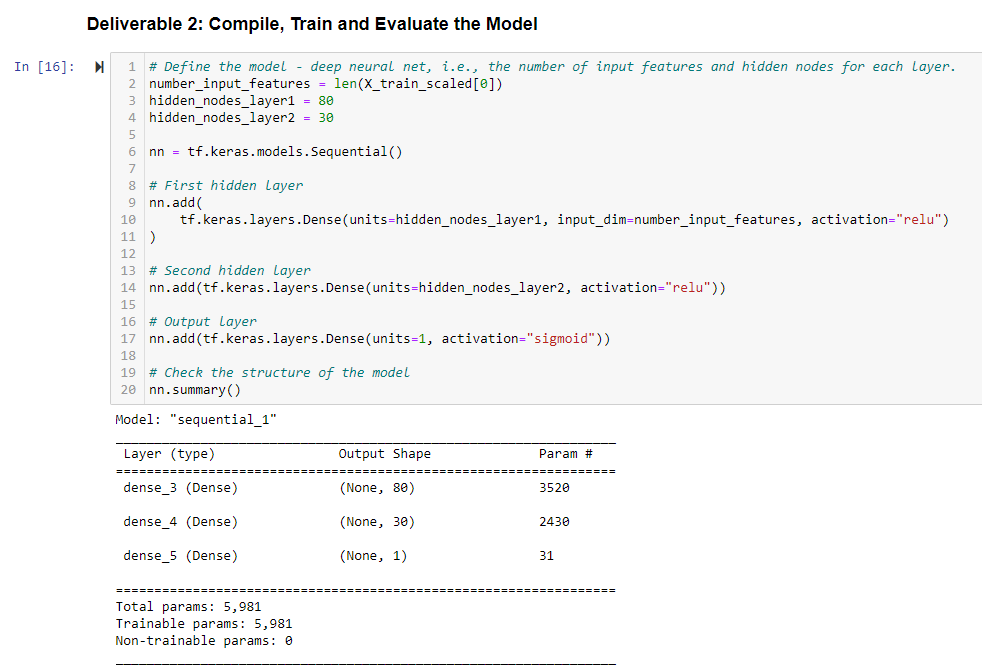 Deliverable 2: Compile, Train and Evaluate the Model
In [16]:
1 # Define the model - deep neural net, i.e., the number of input features and hidden nodes for each layer.
2 number_input_features = len(X_train_scaled[0])
3 hidden_nodes_layer1 = 80
4 hidden_nodes_layer2 = 30
5
6 nn = tf.keras.models.Sequential()
7
8 # First hidden layer
9 nn.add(
10     tf.keras.layers.Dense(units=hidden_nodes_layer1, input_dim=number_input_features, activation="relu")
11 )
12
13 # Second hidden layer
14 nn.add(tf.keras.layers.Dense(units=hidden_nodes_layer2, activation="relu"))
15
16 # Output layer
17 nn.add(tf.keras.layers.Dense(units=1, activation="sigmoid"))
18
19 # Check the structure of the model
20 nn.summary()
Model: "sequential_1"
_________________________________________________________________
Layer (type) Output Shape Param #
=================================================================
dense_3 (Dense) (None, 80) 3520
dense_4 (Dense) (None, 30) 2430
dense_5 (Dense) (None, 1) 31
=================================================================
Total params: 5,981
Trainable params: 5,981
Non-trainable params: 0
_________________________________________________________________